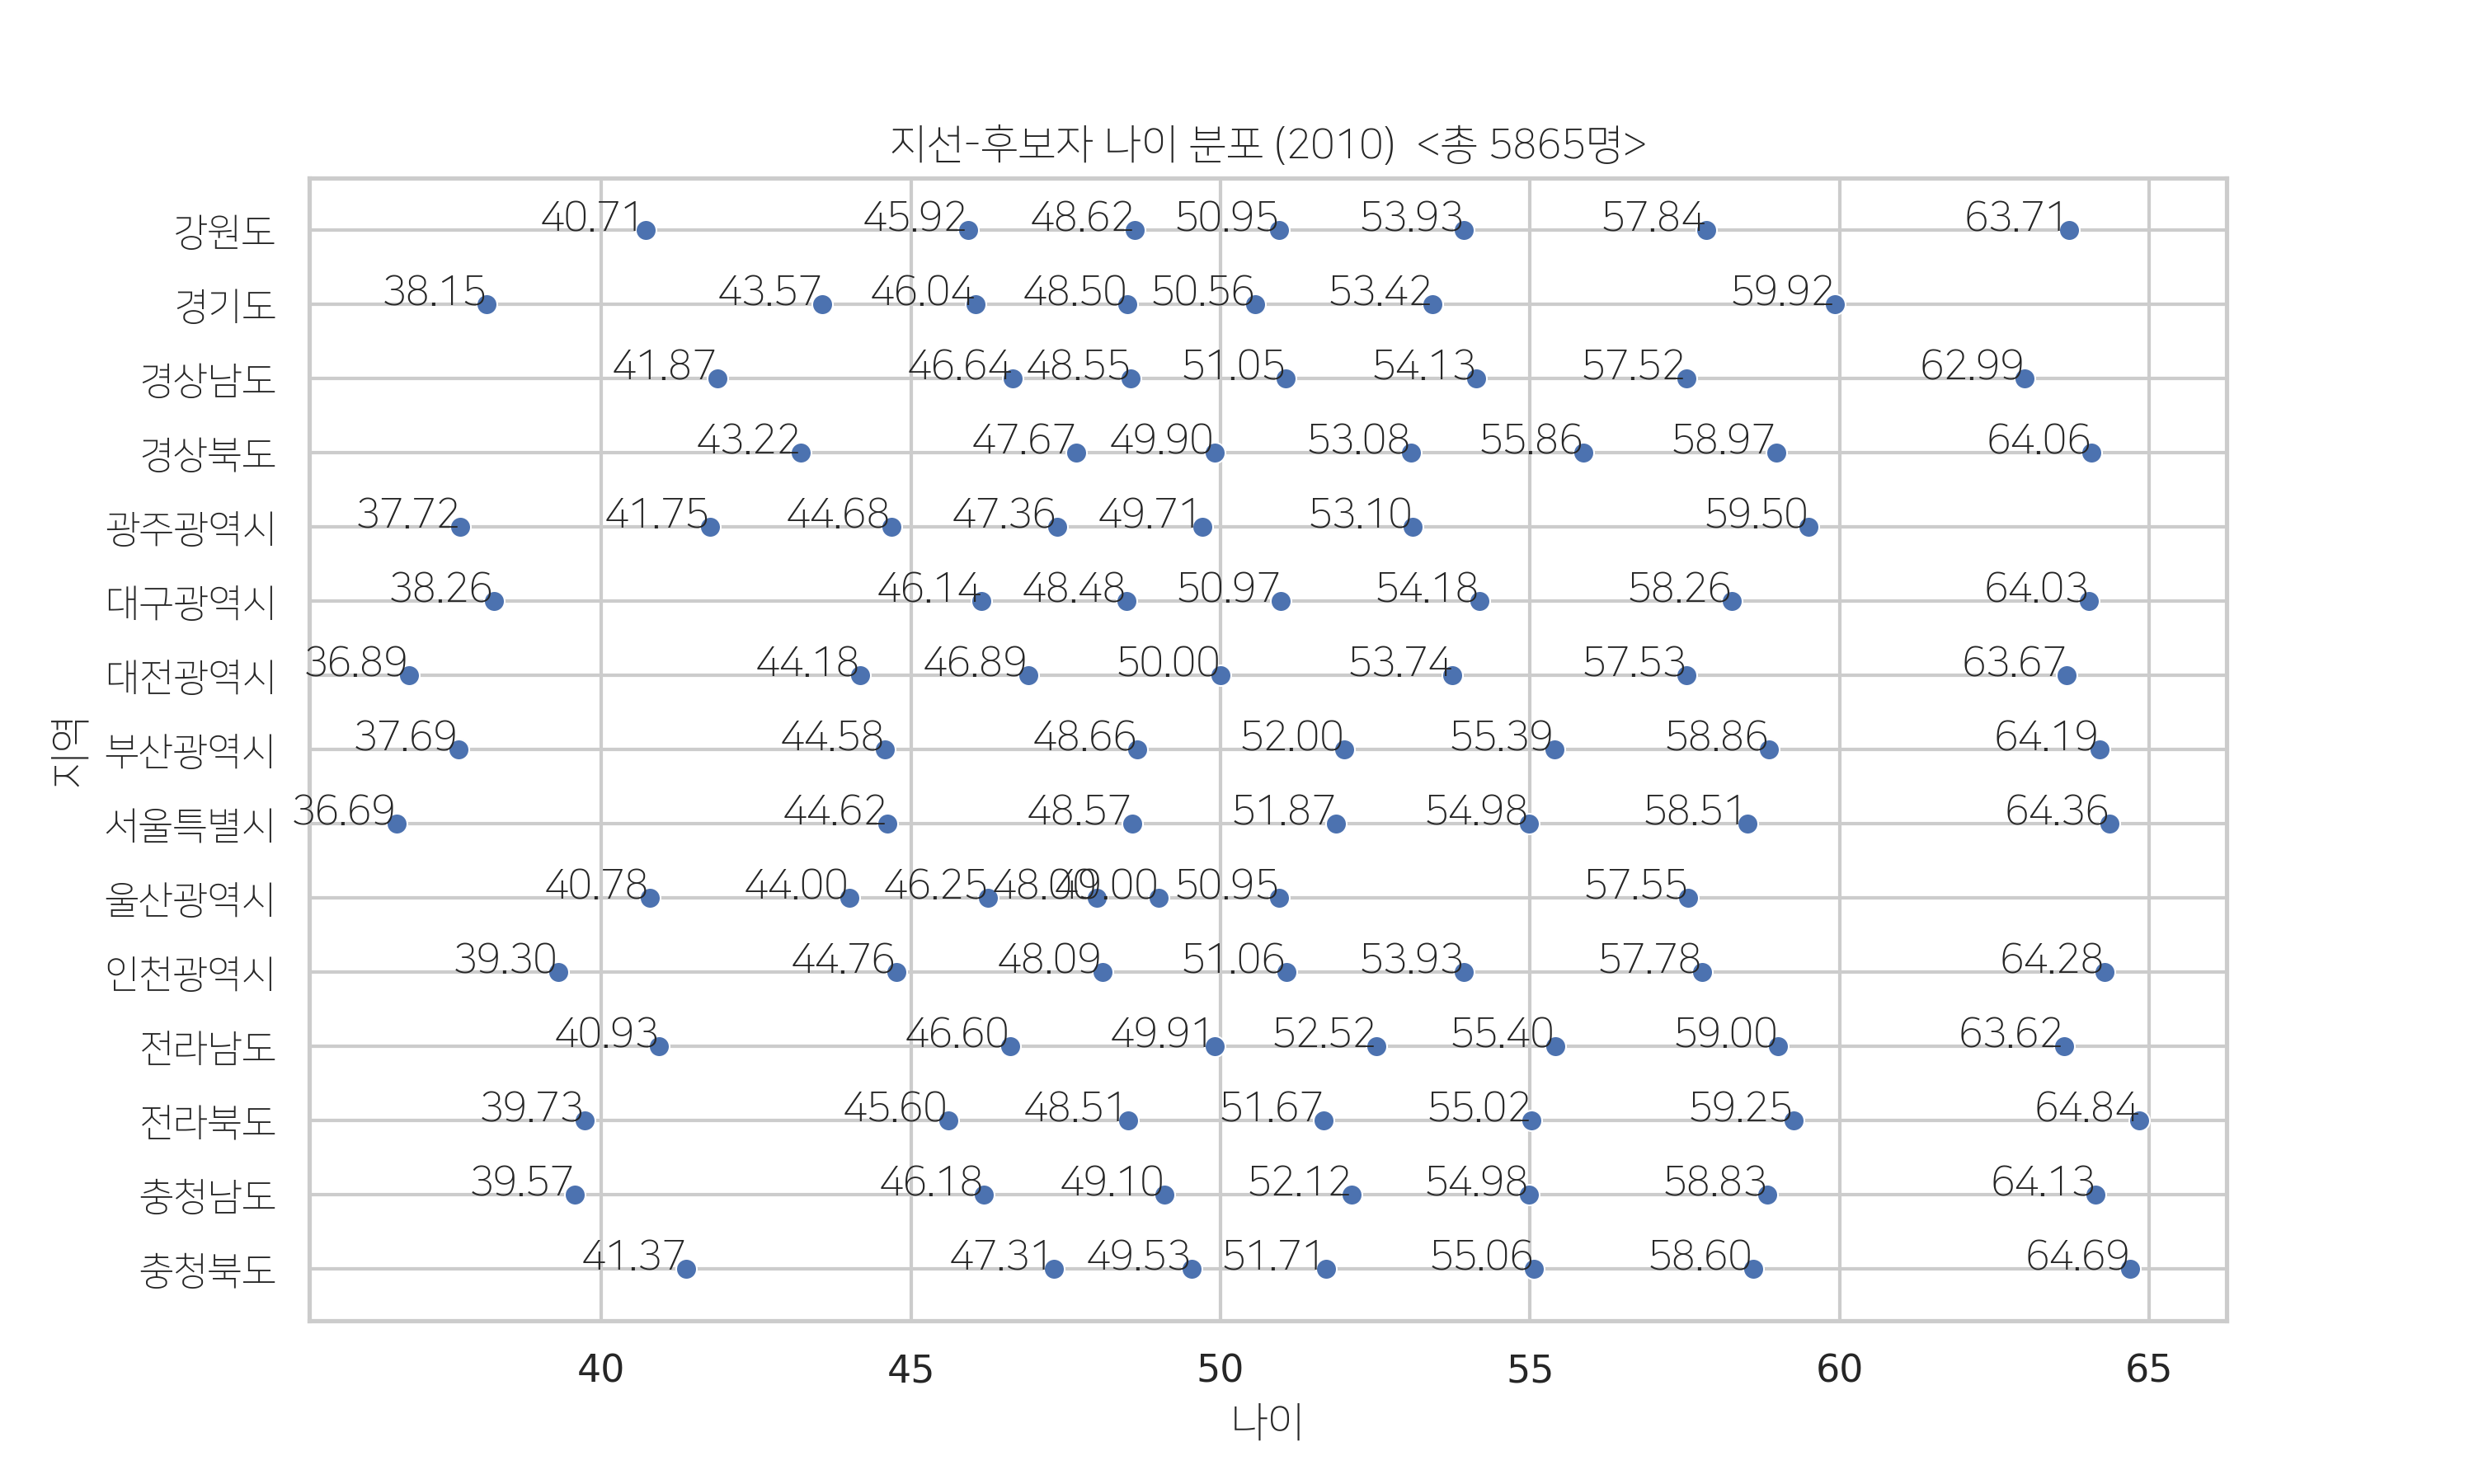 지선-후보자 나이 분포 (2010) <총 5865명>
지역
강원도 40.71 45.92 48.62 50.95 53.93 57.84 63.71
경기도 38.15 43.57 46.04 48.50 50.56 53.42 59.92
경상남도 41.87 46.64 48.55 51.05 54.13 57.52 62.99
경상북도 43.22 47.67 49.90 53.08 55.86 58.97 64.06
광주광역시 37.72 41.75 44.68 47.36 49.71 53.10 59.50
대구광역시 38.26 46.14 48.48 50.97 54.18 58.26 64.03
대전광역시 36.89 44.18 46.89 50.00 53.74 57.53 63.67
부산광역시 37.69 44.58 48.66 52.00 55.39 58.86 64.19
서울특별시 36.69 44.62 48.57 51.87 54.98 58.51 64.36
울산광역시 40.78 44.00 46.25 48.00 49.00 50.95 57.55
인천광역시 39.30 44.76 48.09 51.06 53.93 57.78 64.28
전라남도 40.93 46.60 49.91 52.52 55.40 59.00 63.62
전라북도 39.73 45.60 48.51 51.67 55.02 59.25 64.84
충청남도 39.57 46.18 49.10 52.12 54.98 58.83 64.13
충청북도 41.37 47.31 49.53 51.71 55.06 58.60 64.69
40 45 50 55 60 65
나이